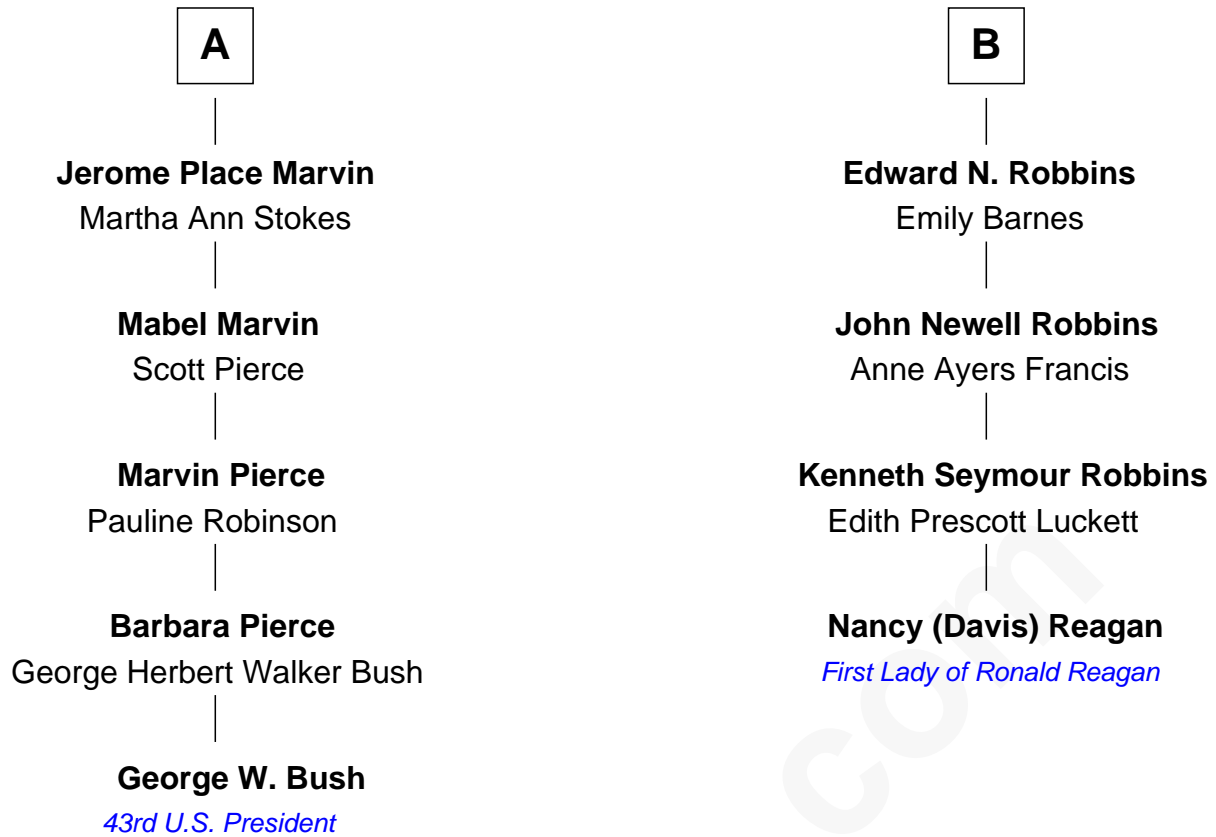 A
Jerome Place Marvin
Martha Ann Stokes
Mabel Marvin
Scott Pierce
Marvin Pierce
Pauline Robinson
Barbara Pierce
George Herbert Walker Bush
George W. Bush
43rd U.S. President
B
Edward N. Robbins
Emily Barnes
John Newell Robbins
Anne Ayers Francis
Kenneth Seymour Robbins
Edith Prescott Luckett
Nancy (Davis) Reagan
First Lady of Ronald Reagan
com